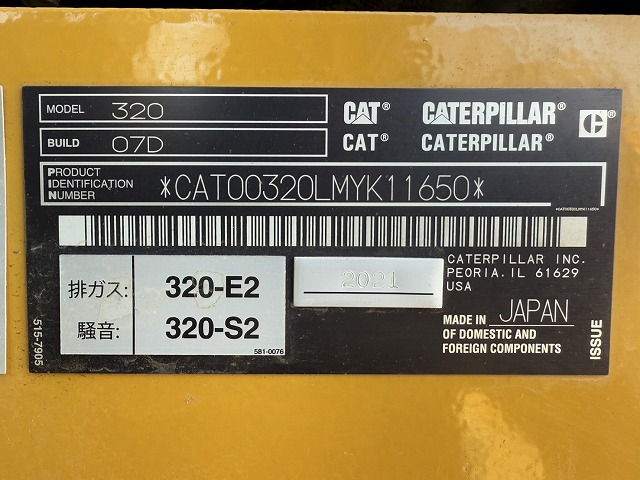 MODEL 320
BUILD 07D
CAT® CATERPILLAR® C®
CAT® CATERPILLAR®
PRODUCT
IDENTIFICATION
NUMBER
*CAT00320LMYK11650*
*CAT00320LMYK11650*
排ガス: 320-E2
騒音: 320-S2
581-0076
2021
CATERPILLAR INC.
PEORIA, IL 61629
USA
MADE IN JAPAN
OF DOMESTIC AND
FOREIGN COMPONENTS
ISSUE
515-7905